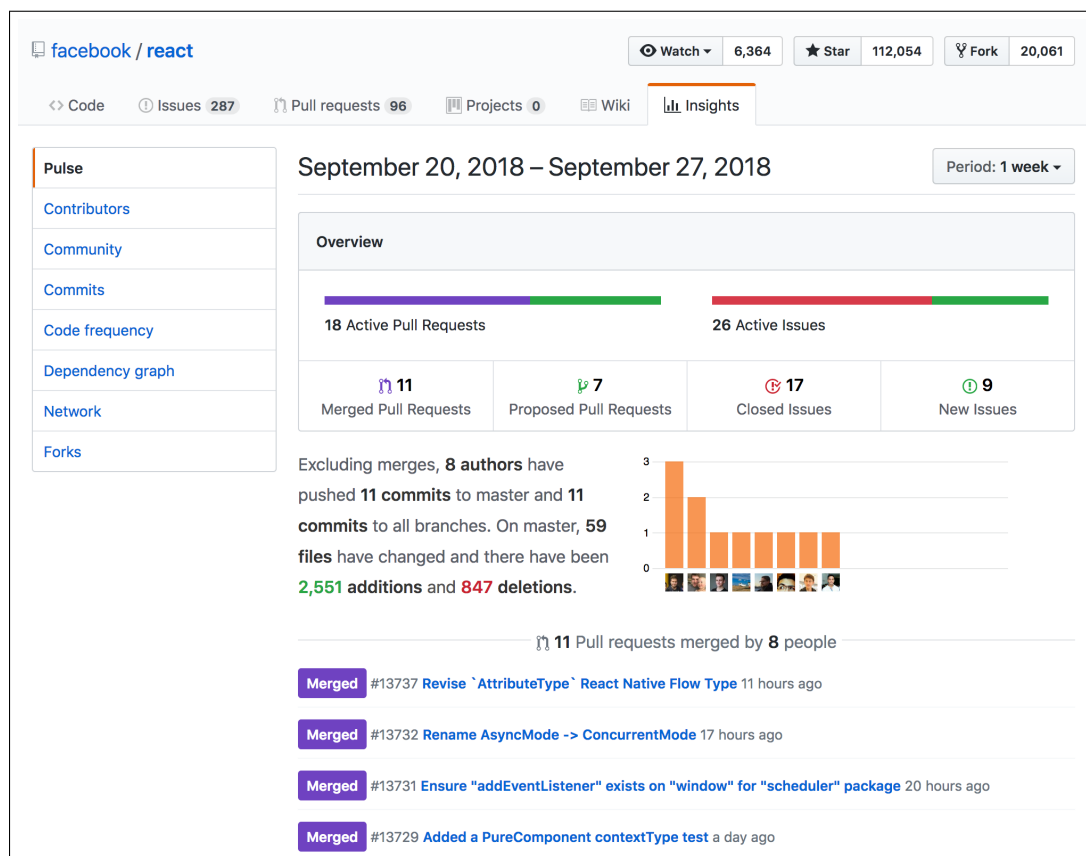 facebook / react
Watch 6,364 Star 112,054 Fork 20,061
Code Issues 287 Pull requests 96 Projects 0 Wiki Insights
Pulse
Contributors
Community
Commits
Code frequency
Dependency graph
Network
Forks
September 20, 2018 – September 27, 2018
Period: 1 week
Overview
18 Active Pull Requests
26 Active Issues
11
Merged Pull Requests
7
Proposed Pull Requests
17
Closed Issues
9
New Issues
Excluding merges, 8 authors have
pushed 11 commits to master and 11
commits to all branches. On master, 59
files have changed and there have been
2,551 additions and 847 deletions.
3
2
1
0
11 Pull requests merged by 8 people
Merged #13737 Revise `AttributeType` React Native Flow Type 11 hours ago
Merged #13732 Rename AsyncMode -> ConcurrentMode 17 hours ago
Merged #13731 Ensure "addEventListener" exists on "window" for "scheduler" package 20 hours ago
Merged #13729 Added a PureComponent contextType test a day ago